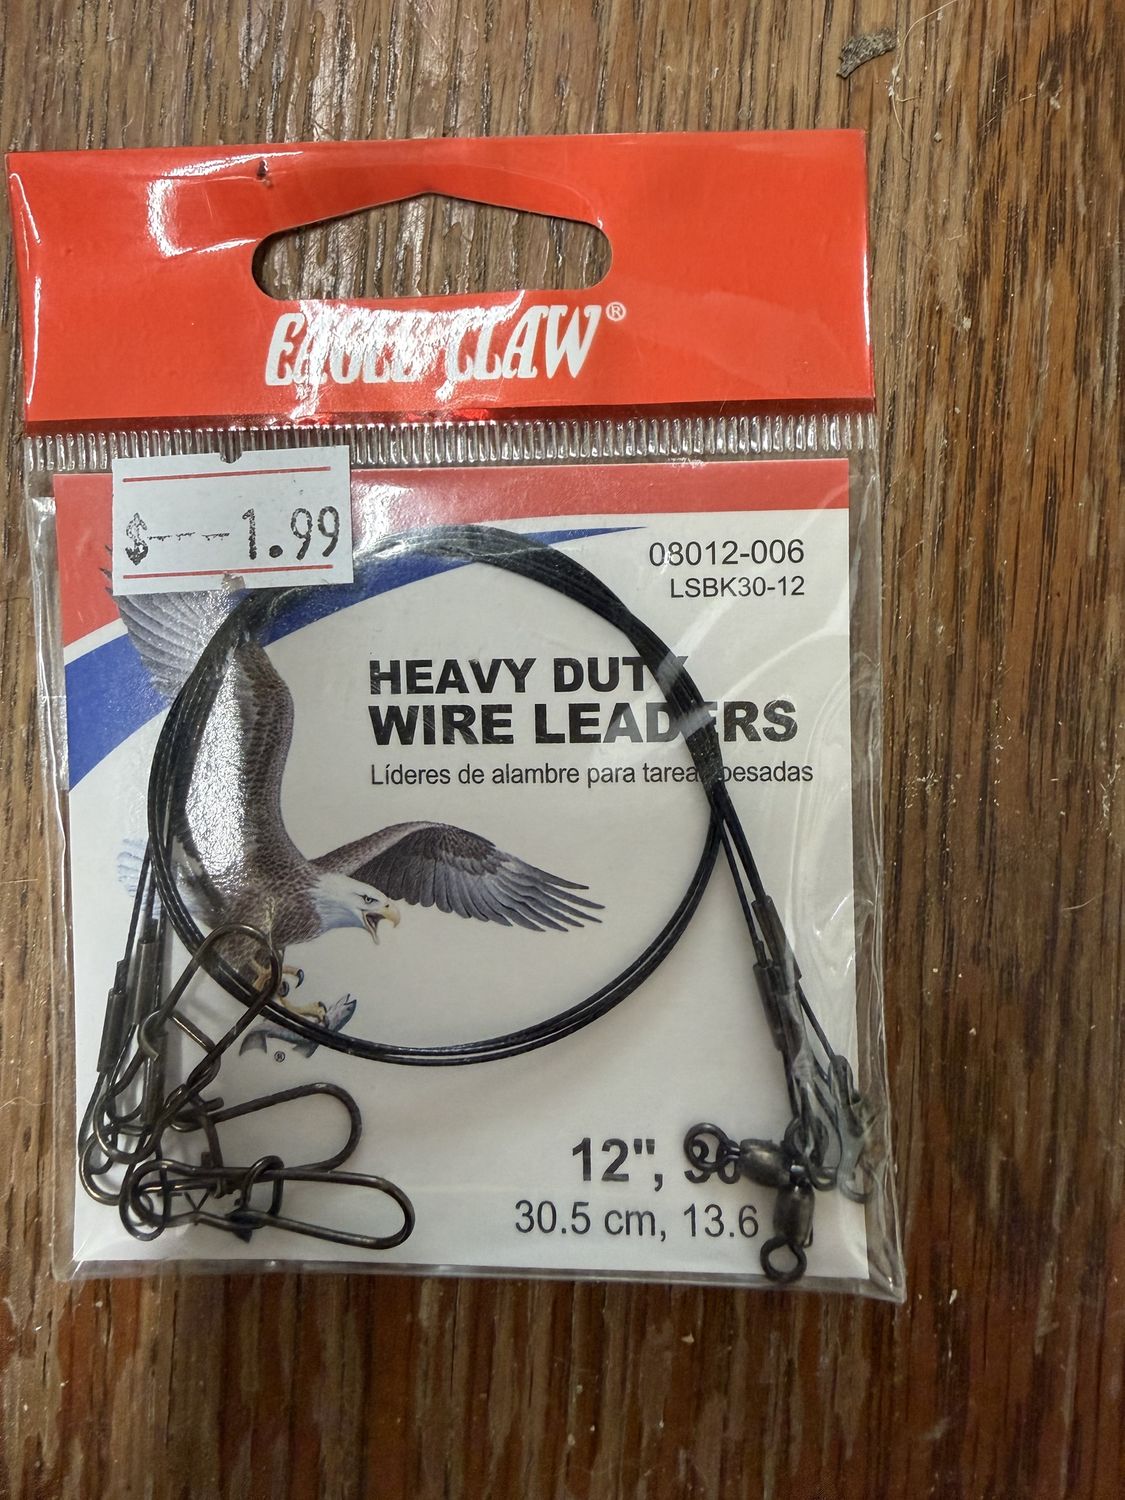 EAGLE CLAW®
$---1.99
08012-006
LSBK30-12
HEAVY DUTY
WIRE LEADERS
Líderes de alambre para tareas pesadas
®
12", 30
30.5 cm, 13.6